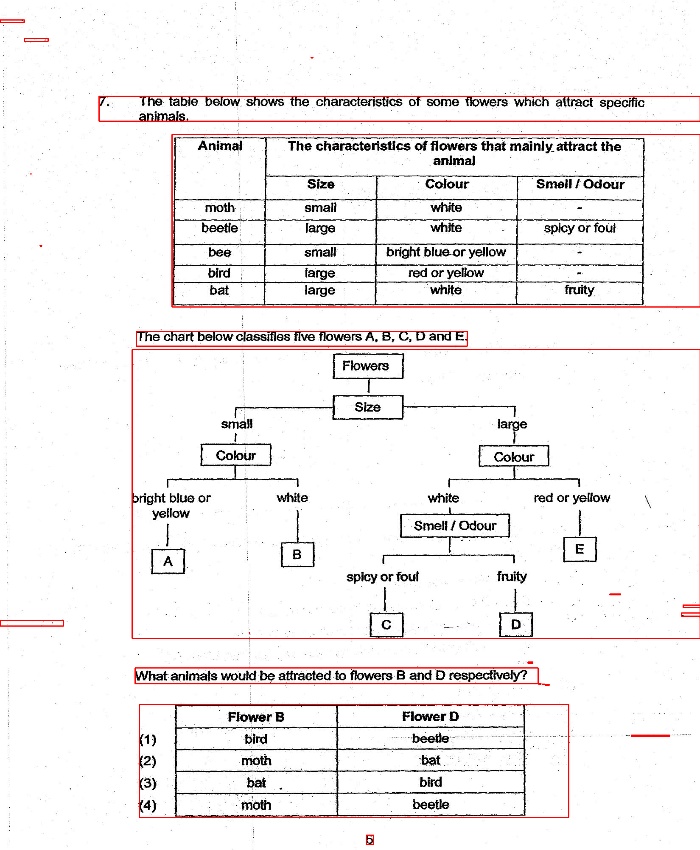 7. The table below shows the characteristics of some flowers which attract specific
animals.
Animal The characteristics of flowers that mainly attract the
animal
Size Colour Smell / Odour
moth small white -
beetle large white spicy or foul
bee small bright blue or yellow -
bird large red or yellow -
bat large white fruity
The chart below classifies five flowers A, B, C, D and E.
Flowers
Size
small large
Colour Colour
bright blue or white white red or yellow
yellow
Smell / Odour
A B E
spicy or foul fruity
C D
What animals would be attracted to flowers B and D respectively?
Flower B Flower D
(1) bird beetle
(2) moth bat
(3) bat bird
(4) moth beetle
5